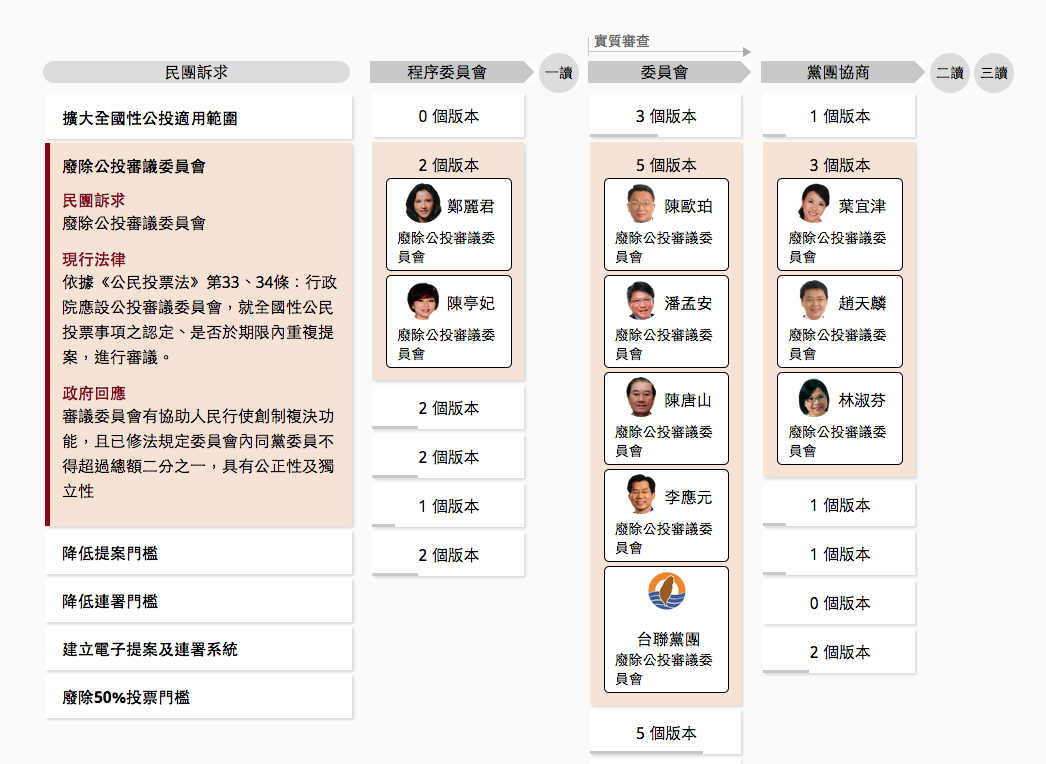 實質審查
民團訴求
程序委員會
一讀
委員會
黨團協商
二讀
三讀
擴大全國性公投適用範圍
廢除公投審議委員會
民團訴求
廢除公投審議委員會
現行法律
依據《公民投票法》第33、34條：行政
院應設公投審議委員會，就全國性公民
投票事項之認定、是否於期限內重複提
案，進行審議。
政府回應
審議委員會有協助人民行使創制複決功
能，且已修法規定委員會內同黨委員不
得超過總額二分之一，具有公正性及獨
立性
降低提案門檻
降低連署門檻
建立電子提案及連署系統
廢除50%投票門檻
0 個版本
2 個版本
鄭麗君
廢除公投審議委
員會
陳亭妃
廢除公投審議委
員會
2 個版本
2 個版本
1 個版本
2 個版本
3 個版本
5 個版本
陳歐珀
廢除公投審議委
員會
潘孟安
廢除公投審議委
員會
陳唐山
廢除公投審議委
員會
李應元
廢除公投審議委
員會
台聯黨團
廢除公投審議委
員會
5 個版本
1 個版本
3 個版本
葉宜津
廢除公投審議委
員會
趙天麟
廢除公投審議委
員會
林淑芬
廢除公投審議委
員會
1 個版本
1 個版本
0 個版本
2 個版本